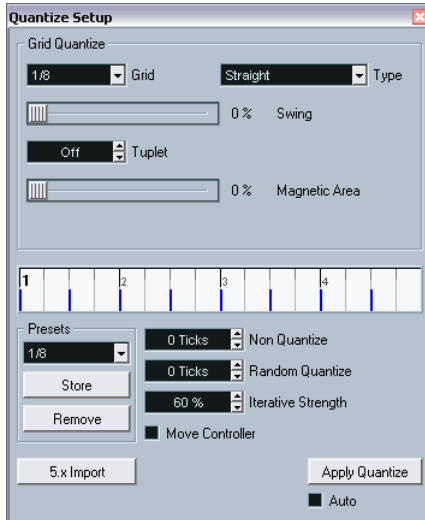 Quantize Setup
Grid Quantize
1/8 Grid Straight Type
0 % Swing
Off Tuplet
0 % Magnetic Area
1 2 3 4
Presets
1/8
Store
Remove
0 Ticks Non Quantize
0 Ticks Random Quantize
60 % Iterative Strength
Move Controller
5.x Import
Apply Quantize
Auto